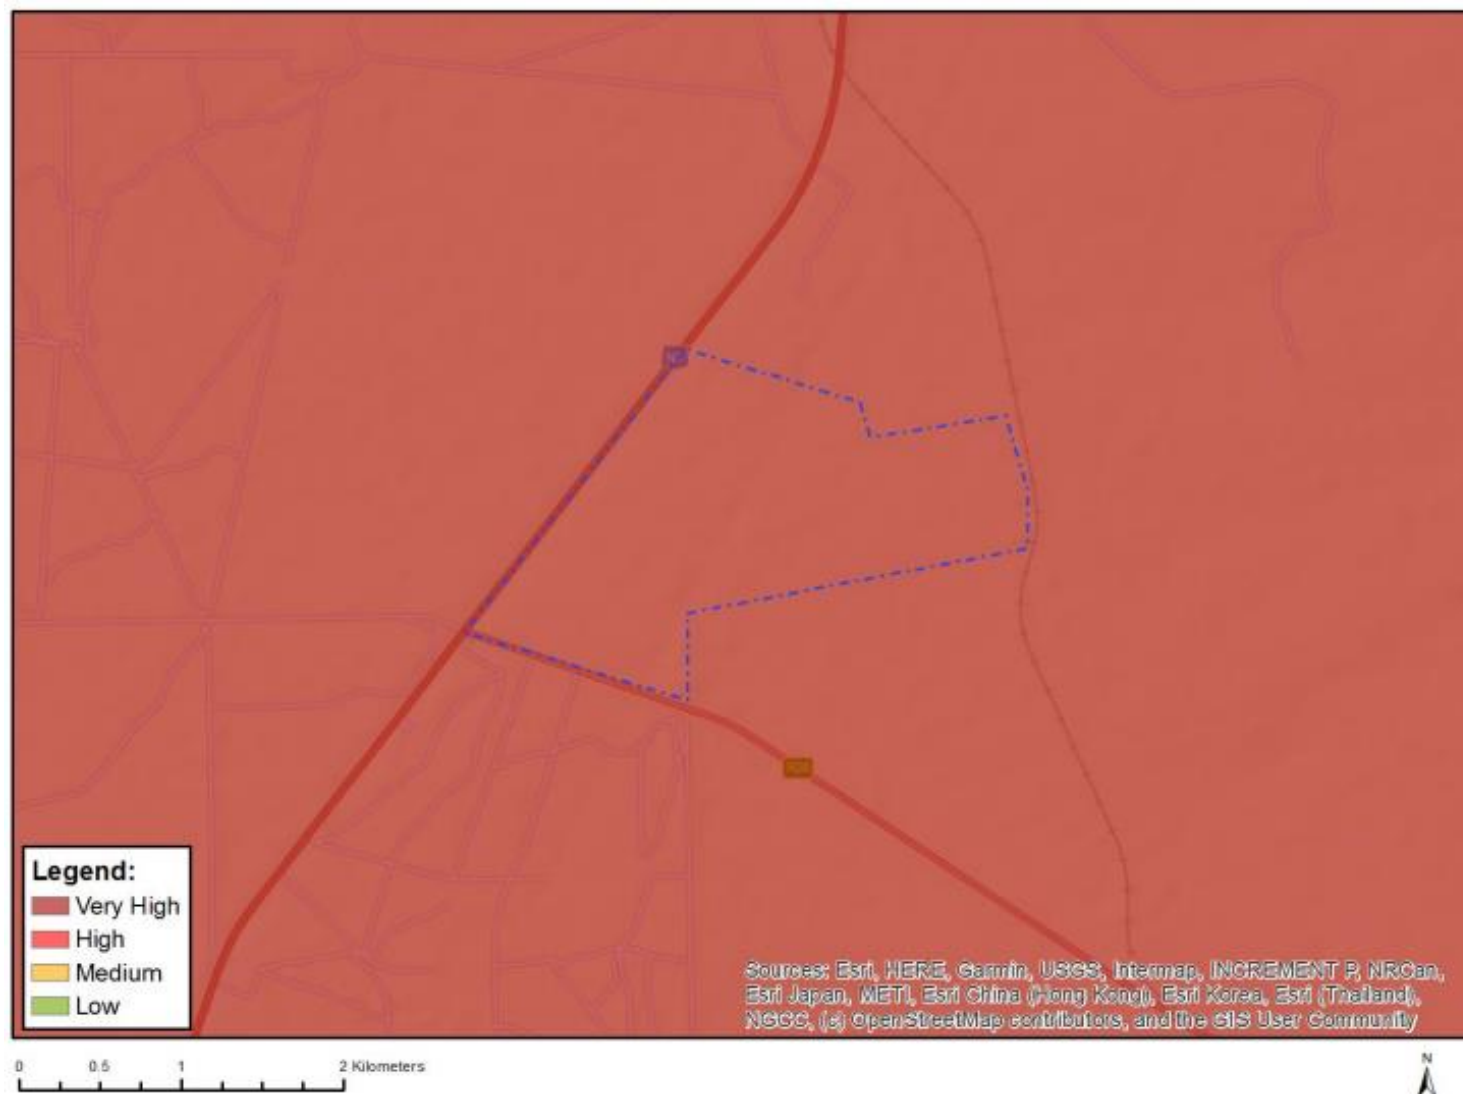 Legend:
Very High
High
Medium
Low
Sources: Esri, HERE, Garmin, USGS, Intermap, INCREMENT P, NRCan,
Esri Japan, METI, Esri China (Hong Kong), Esri Korea, Esri (Thailand),
NGCC, (c) OpenStreetMap contributors, and the GIS User Community
0 0.5 1 2 Kilometers
N